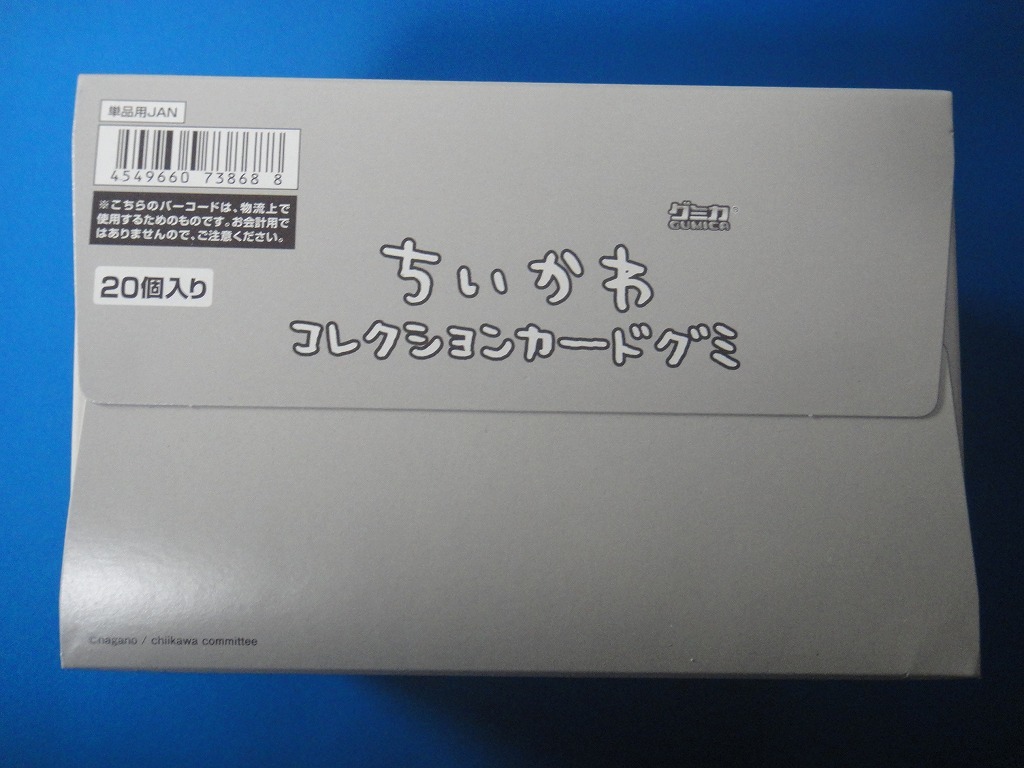 単品用JAN
4549660 73868 8
※こちらのバーコードは、物流上で
使用するためのものです。お会計用で
はありませんので、ご注意ください。
20個入り
グミカ
GUMICA
ちいかわ
コレクションカードグミ
©nagano / chiikawa committee